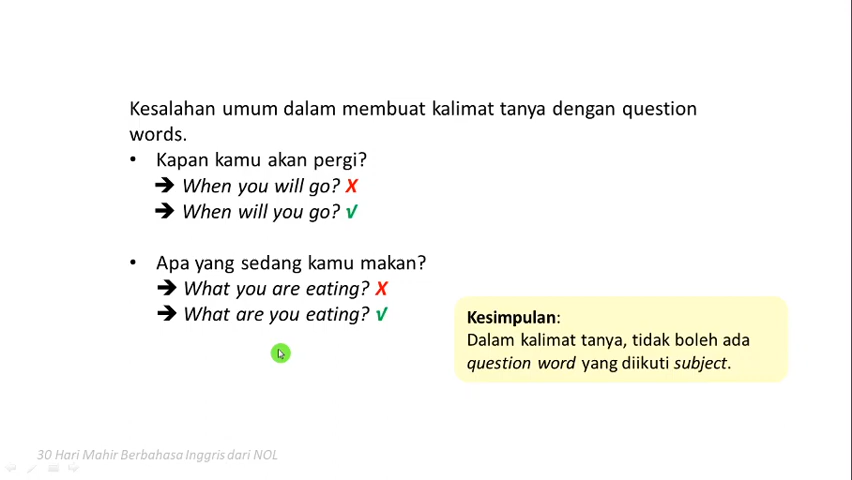 Kesalahan umum dalam membuat kalimat tanya dengan question
words.
• Kapan kamu akan pergi?
➔ When you will go? X
➔ When will you go? √
• Apa yang sedang kamu makan?
➔ What you are eating? X
➔ What are you eating? √
Kesimpulan:
Dalam kalimat tanya, tidak boleh ada
question word yang diikuti subject.
30 Hari Mahir Berbahasa Inggris dari NOL